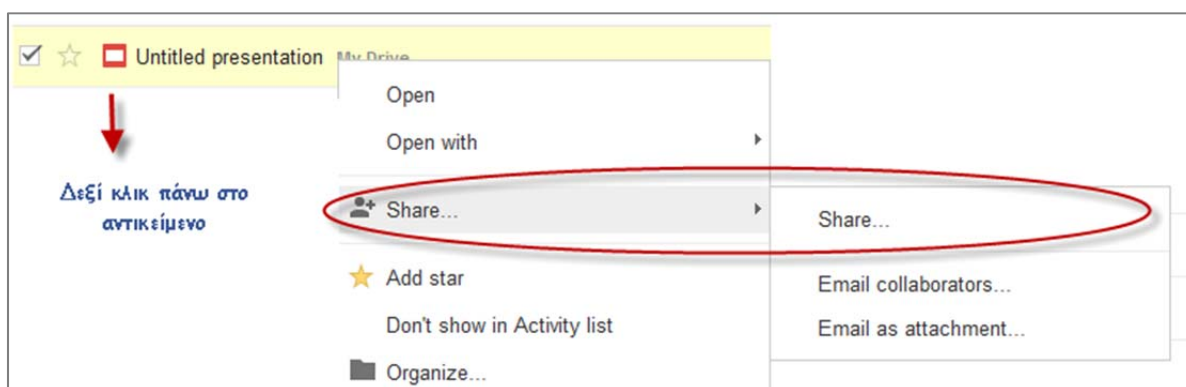 Untitled presentation My Drive
Open
Open with
Δεξί κλικ πάνω στο
αντικείμενο
Share...
Share...
Add star
Email collaborators...
Don't show in Activity list
Email as attachment...
Organize...